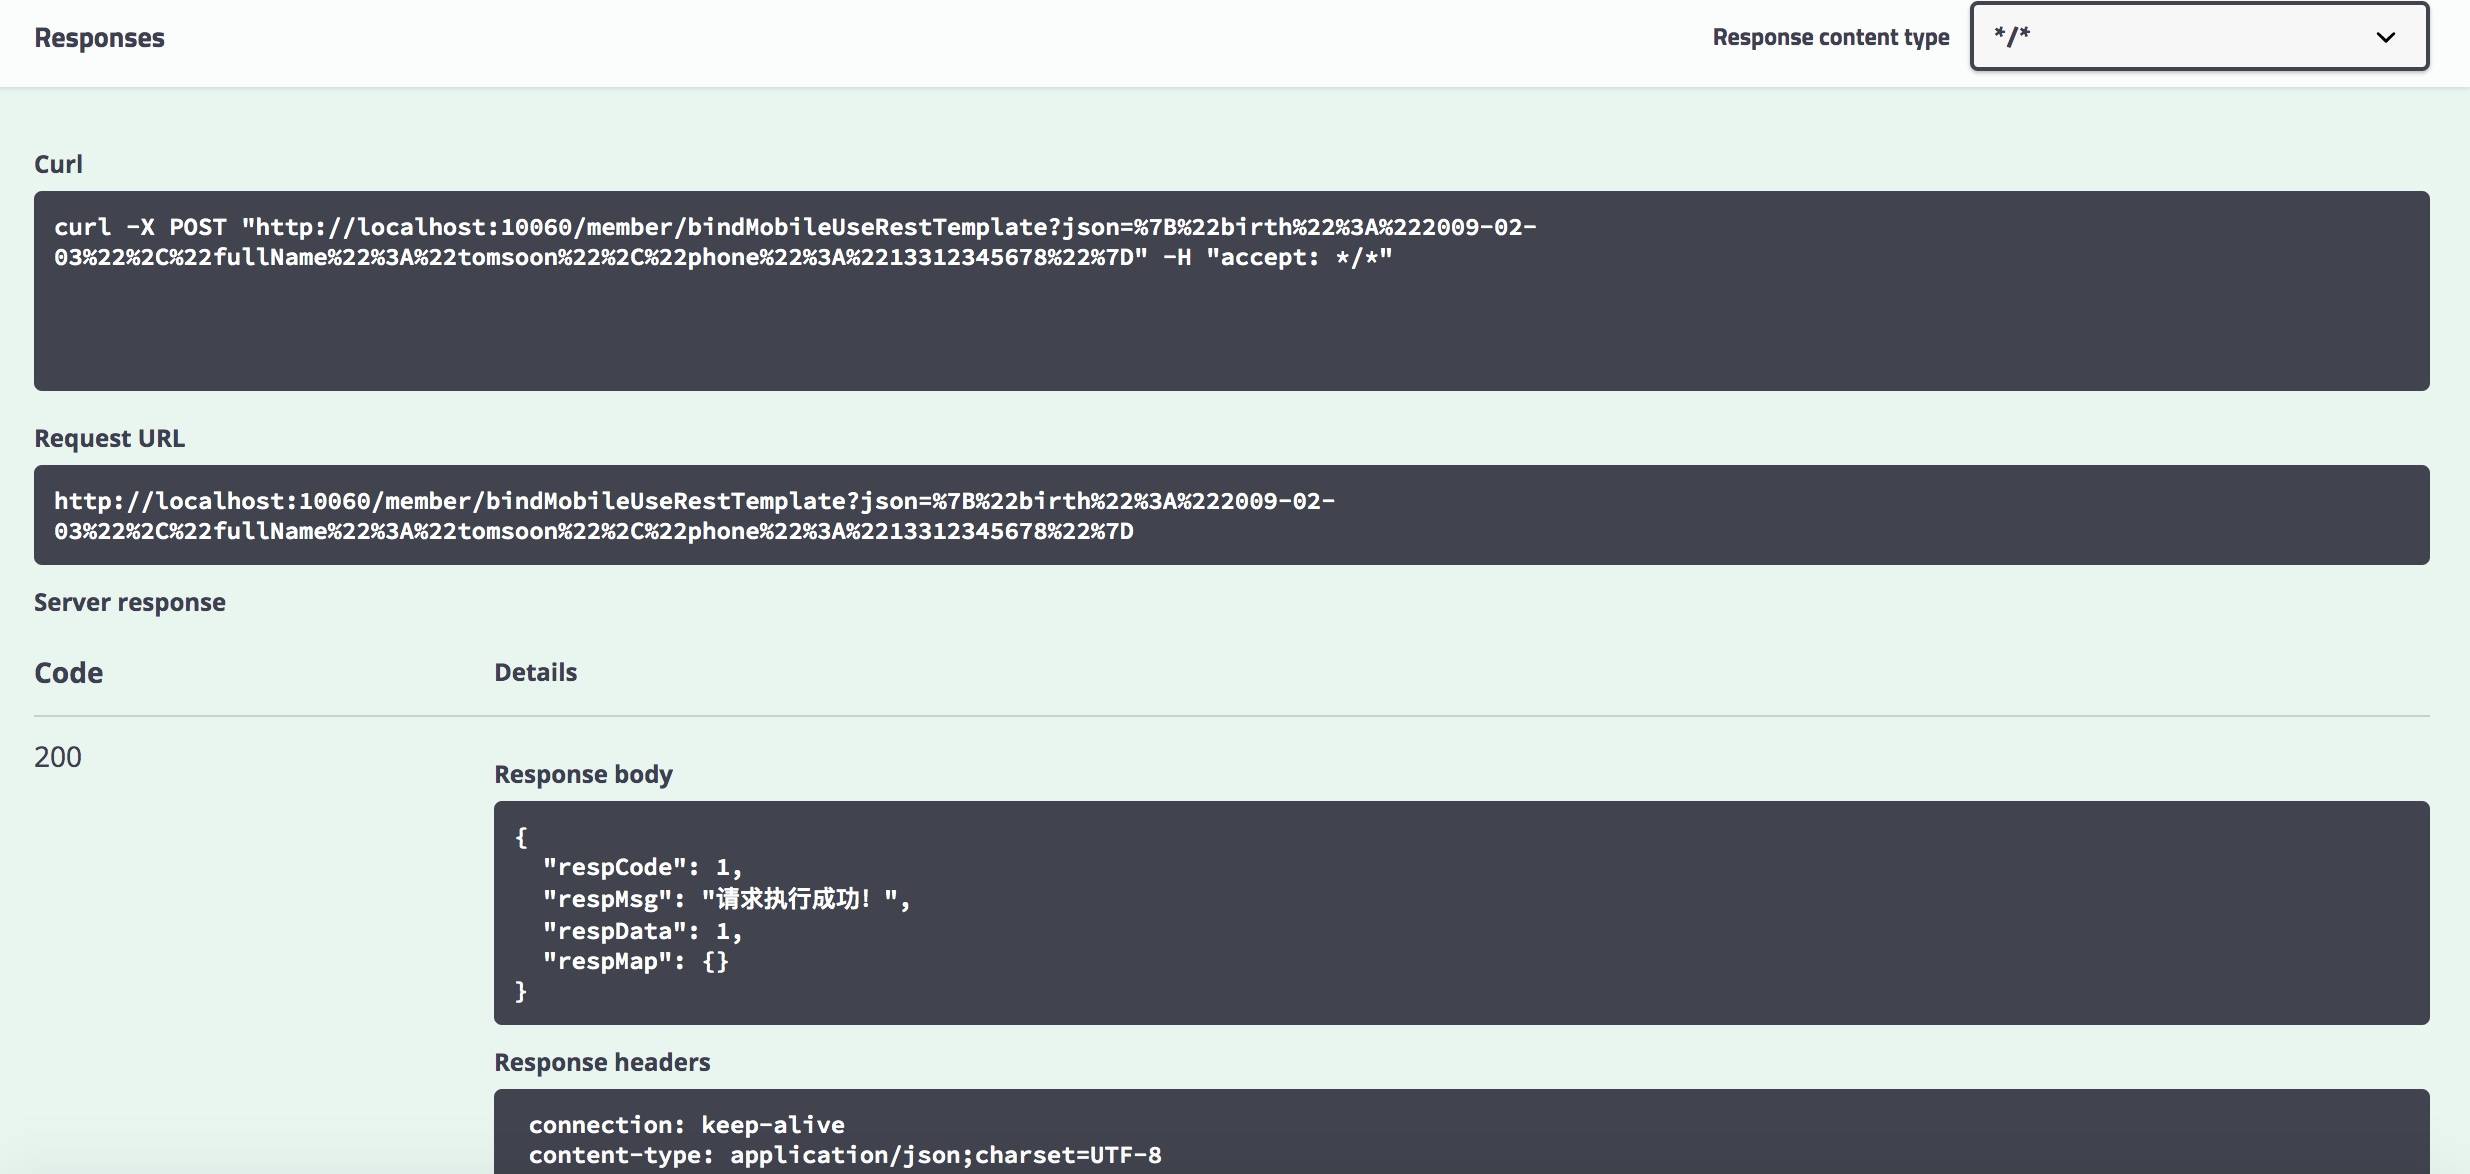 Responses
Response content type
*/*
Curl
curl -X POST "http://localhost:10060/member/bindMobileUseRestTemplate?json=%7B%22birth%22%3A%222009-02-
03%22%2C%22fullName%22%3A%22tomsoon%22%2C%22phone%22%3A%2213312345678%22%7D" -H "accept: */*"
Request URL
http://localhost:10060/member/bindMobileUseRestTemplate?json=%7B%22birth%22%3A%222009-02-
03%22%2C%22fullName%22%3A%22tomsoon%22%2C%22phone%22%3A%2213312345678%22%7D
Server response
Code
Details
200
Response body
{
  "respCode": 1,
  "respMsg": "请求执行成功！",
  "respData": 1,
  "respMap": {}
}
Response headers
connection: keep-alive
content-type: application/json;charset=UTF-8